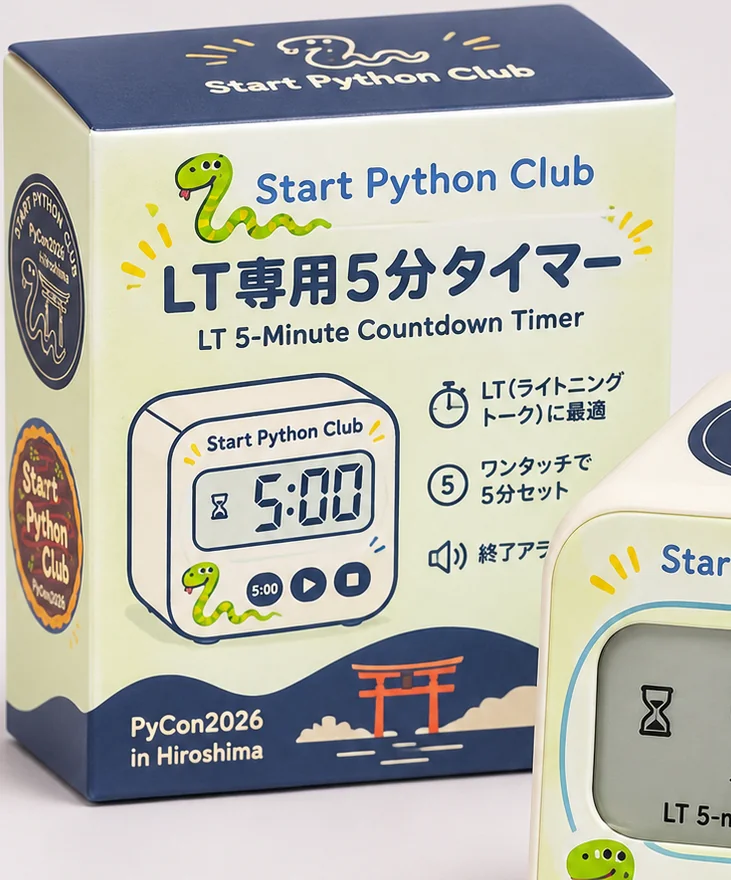 Start Python Club
Start Python Club
LT専用5分タイマー
LT 5-Minute Countdown Timer
START PYTHON CLUB
PyCon2026
in Hiroshima
Start
Python
Club
PyCon2026
Start Python Club
5:00
5:00
LT(ライトニング
トーク)に最適
5
ワンタッチで
5分セット
終了アラ
PyCon2026
in Hiroshima
Star
LT 5-m